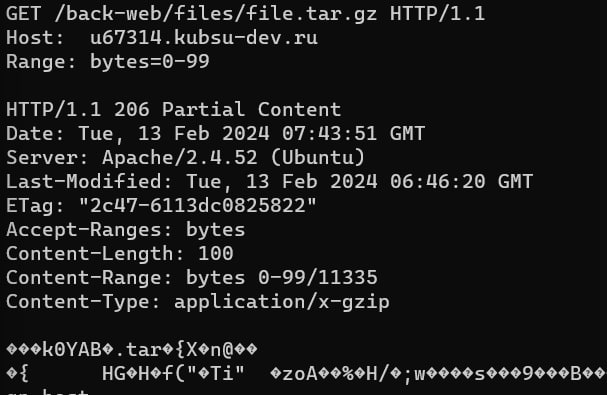 GET /back-web/files/file.tar.gz HTTP/1.1
Host:  u67314.kubsu-dev.ru
Range: bytes=0-99

HTTP/1.1 206 Partial Content
Date: Tue, 13 Feb 2024 07:43:51 GMT
Server: Apache/2.4.52 (Ubuntu)
Last-Modified: Tue, 13 Feb 2024 06:46:20 GMT
ETag: "2c47-6113dc0825822"
Accept-Ranges: bytes
Content-Length: 100
Content-Range: bytes 0-99/11335
Content-Type: application/x-gzip

���k0YAB�.tar�{X�n@��
�{      HG�H�f("�Ti"  �zoA��%�H/�;w����s���9���B��